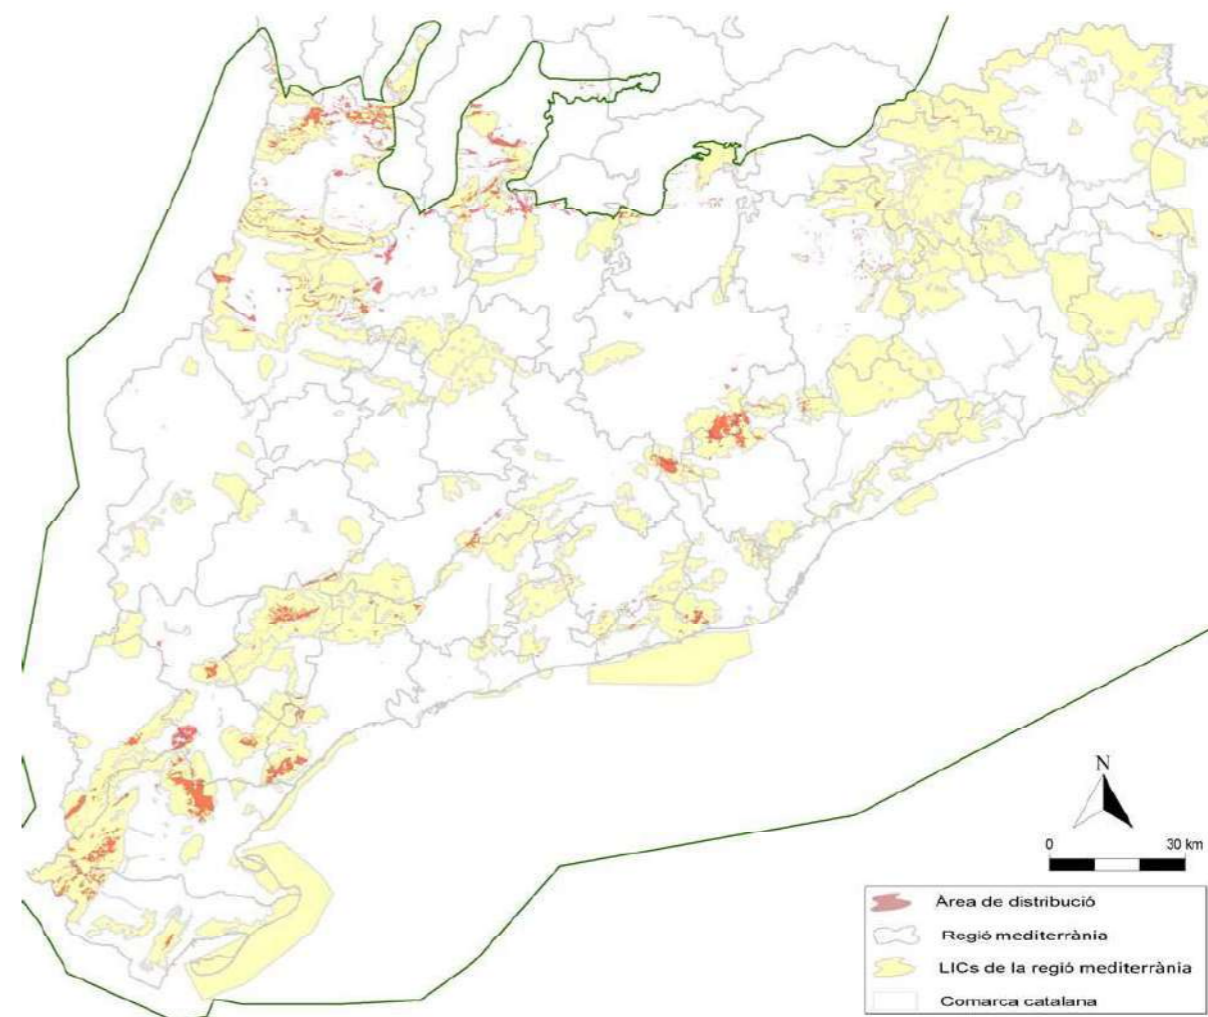 N
0 30 km
Àrea de distribució
Regió mediterrània
LICs de la regió mediterrània
Comarca catalana